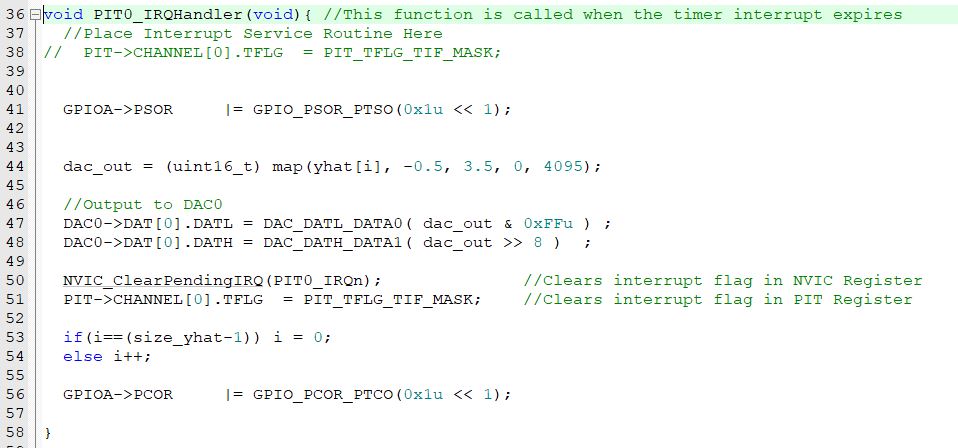 36 void PIT0_IRQHandler(void){ //This function is called when the timer interrupt expires
37 //Place Interrupt Service Routine Here
38 // PIT->CHANNEL[0].TFLG = PIT_TFLG_TIF_MASK;
39
40
41 GPIOA->PSOR |= GPIO_PSOR_PTSO(0x1u << 1);
42
43
44 dac_out = (uint16_t) map(yhat[i], -0.5, 3.5, 0, 4095);
45
46 //Output to DAC0
47 DAC0->DAT[0].DATL = DAC_DATL_DATA0( dac_out & 0xFFu ) ;
48 DAC0->DAT[0].DATH = DAC_DATH_DATA1( dac_out >> 8 ) ;
49
50 NVIC_ClearPendingIRQ(PIT0_IRQn); //Clears interrupt flag in NVIC Register
51 PIT->CHANNEL[0].TFLG = PIT_TFLG_TIF_MASK; //Clears interrupt flag in PIT Register
52
53 if(i==(size_yhat-1)) i = 0;
54 else i++;
55
56 GPIOA->PCOR |= GPIO_PCOR_PTCO(0x1u << 1);
57
58 }